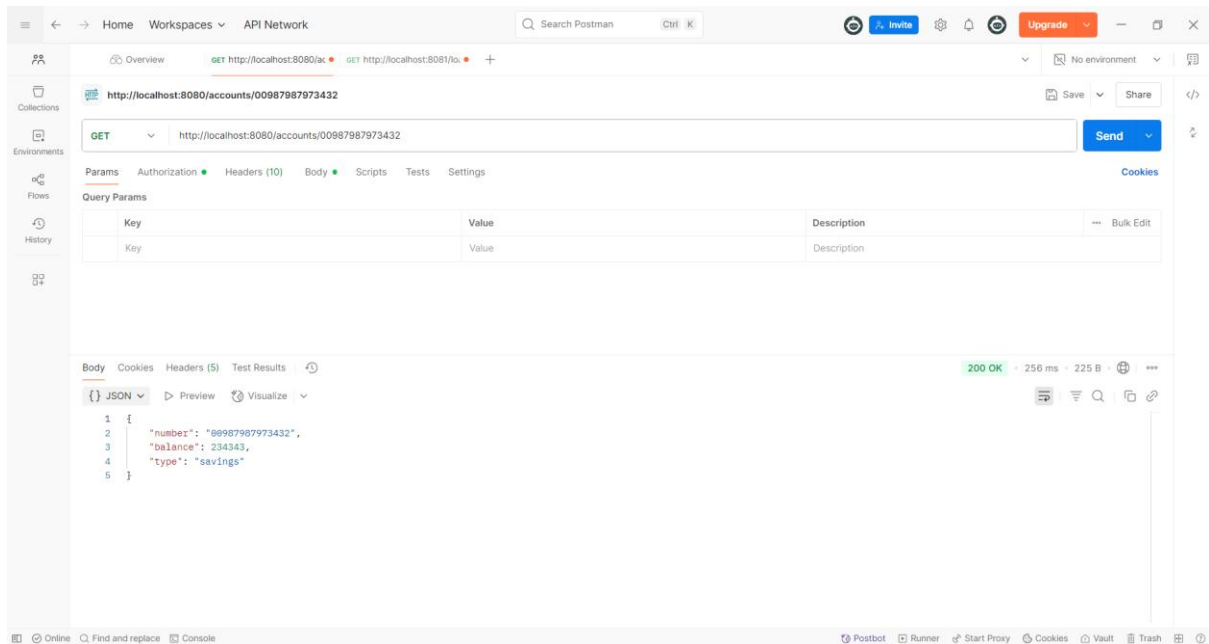 Home Workspaces API Network Search Postman Ctrl K Invite Upgrade
Overview GET http://localhost:8080/ac GET http://localhost:8081/lo. + No environment
Collections
Environments
Flows
History
http://localhost:8080/accounts/00987987973432 Save Share
GET http://localhost:8080/accounts/00987987973432 Send
Params Authorization Headers (10) Body Scripts Tests Settings Cookies
Query Params
Key Value Description Bulk Edit
Key Value Description
Body Cookies Headers (5) Test Results 200 OK 256 ms 225 B
{} JSON Preview Visualize
1 {
2 "number": "00987987973432",
3 "balance": 234343,
4 "type": "savings"
5 }
Online Find and replace Console Postbot Runner Start Proxy Cookies Vault Trash